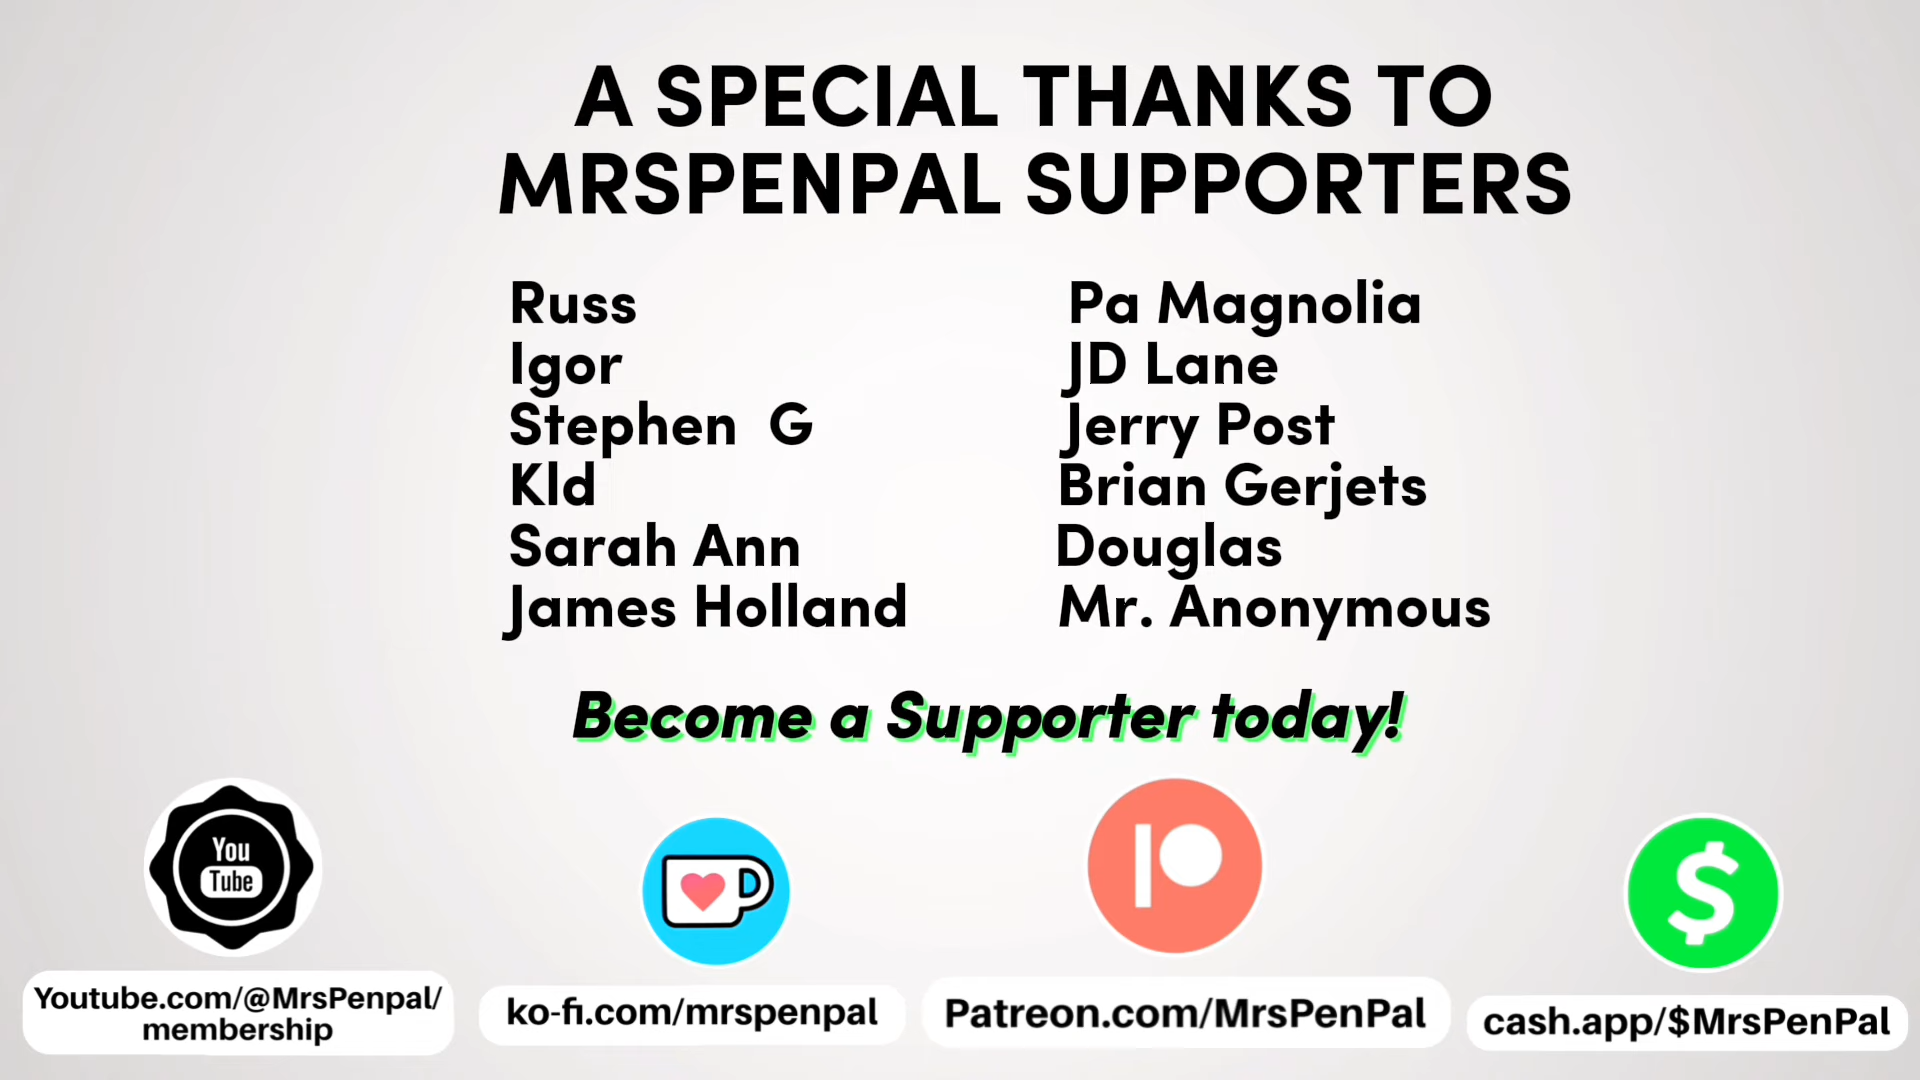 A SPECIAL THANKS TO
MRSPENPAL SUPPORTERS
Russ
Igor
Stephen  G
Kld
Sarah Ann
James Holland
Pa Magnolia
JD Lane
Jerry Post
Brian Gerjets
Douglas
Mr. Anonymous
Become a Supporter today!
You
Tube
Youtube.com/@MrsPenpal/
membership
ko-fi.com/mrspenpal
Patreon.com/MrsPenPal
$
cash.app/$MrsPenPal